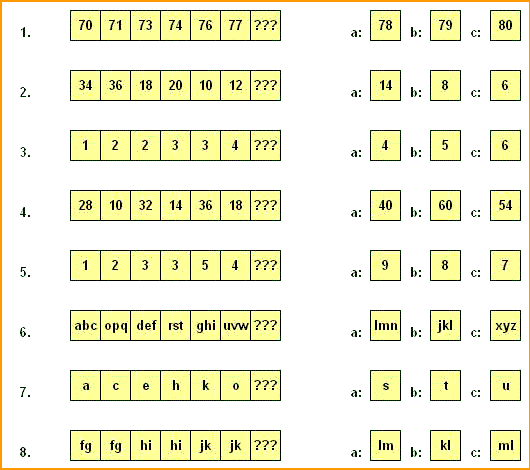 1. 70 71 73 74 76 77 ??? a: 78 b: 79 c: 80
2. 34 36 18 20 10 12 ??? a: 14 b: 8 c: 6
3. 1 2 2 3 3 4 ??? a: 4 b: 5 c: 6
4. 28 10 32 14 36 18 ??? a: 40 b: 60 c: 54
5. 1 2 3 3 5 4 ??? a: 9 b: 8 c: 7
6. abc opq def rst ghi uvw ??? a: lmn b: jkl c: xyz
7. a c e h k o ??? a: s b: t c: u
8. fg fg hi hi jk jk ??? a: lm b: kl c: ml